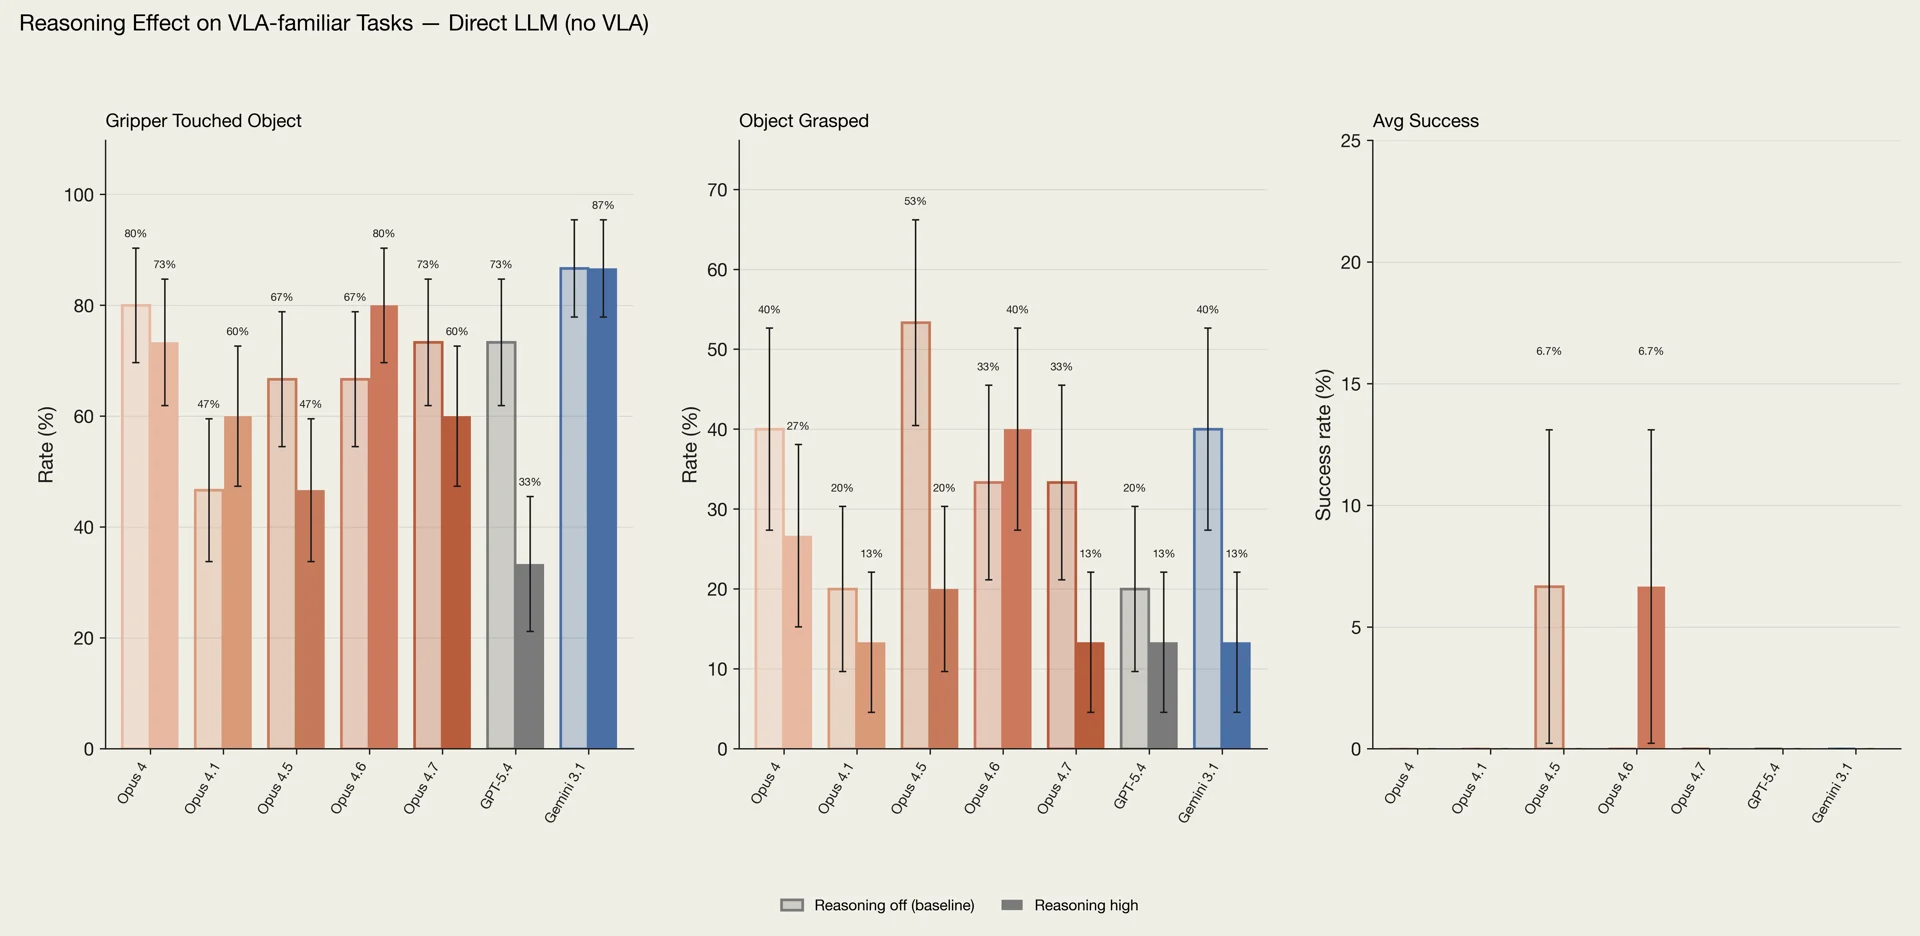 Reasoning Effect on VLA-familiar Tasks — Direct LLM (no VLA)
Gripper Touched Object
Rate (%)
100
80
60
40
20
0
80%
73%
47%
60%
67%
47%
67%
80%
73%
60%
73%
33%
87%
Opus 4
Opus 4.1
Opus 4.5
Opus 4.6
Opus 4.7
GPT-5.4
Gemini 3.1
Object Grasped
Rate (%)
70
60
50
40
30
20
10
0
40%
27%
20%
13%
53%
20%
33%
40%
33%
13%
20%
13%
40%
13%
Opus 4
Opus 4.1
Opus 4.5
Opus 4.6
Opus 4.7
GPT-5.4
Gemini 3.1
Avg Success
Success rate (%)
25
20
15
10
5
0
6.7%
6.7%
Opus 4
Opus 4.1
Opus 4.5
Opus 4.6
Opus 4.7
GPT-5.4
Gemini 3.1
Reasoning off (baseline)
Reasoning high